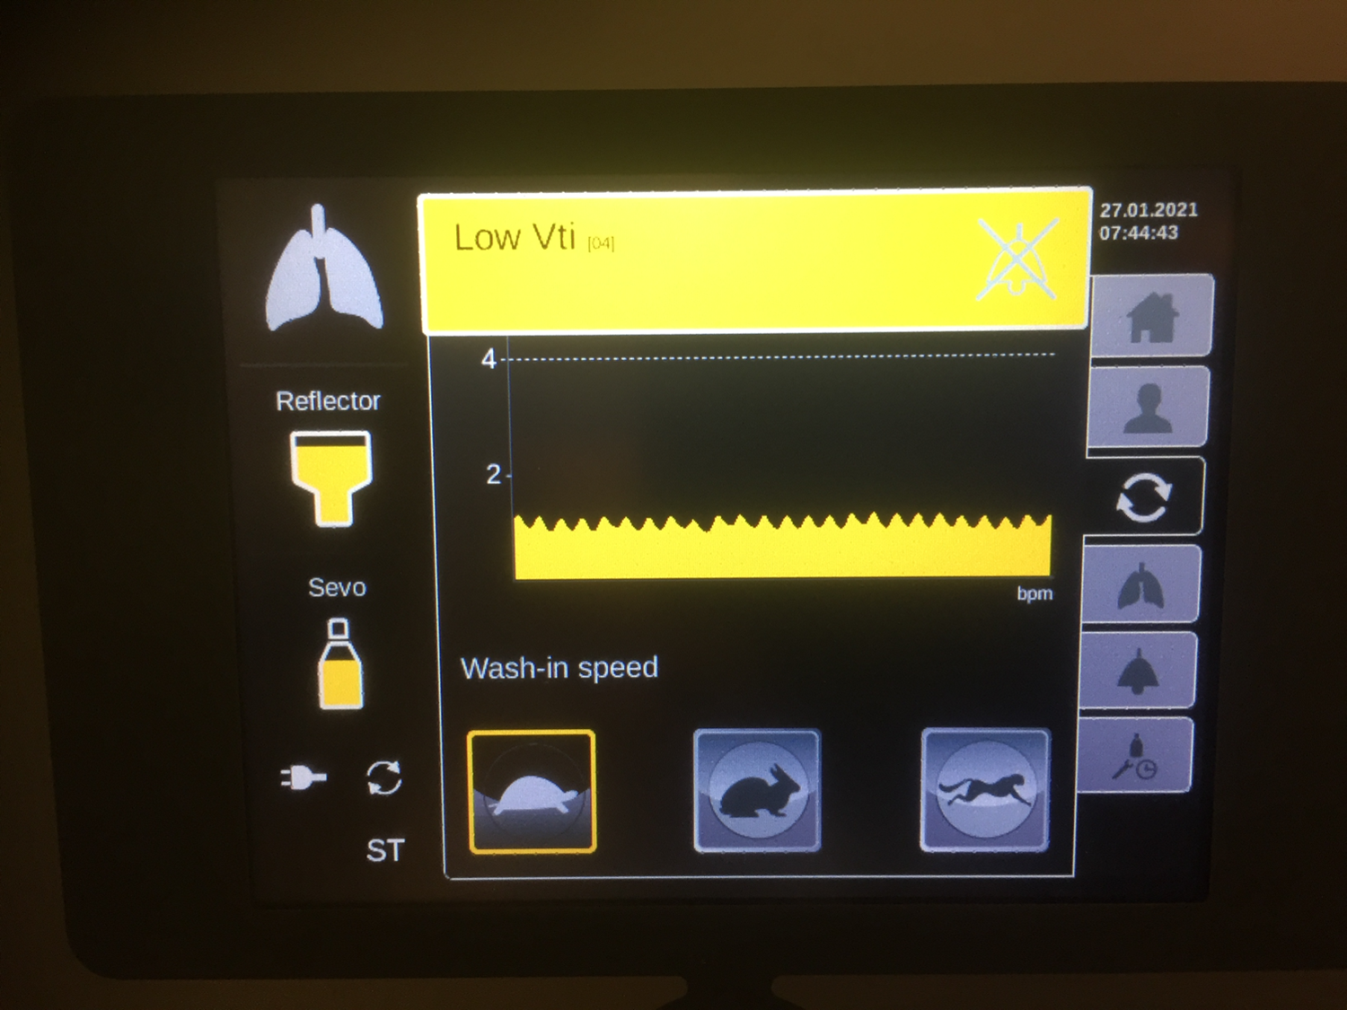 Low Vti [04]
27.01.2021
07:44:43
Reflector
4
2
bpm
Sevo
Wash-in speed
ST